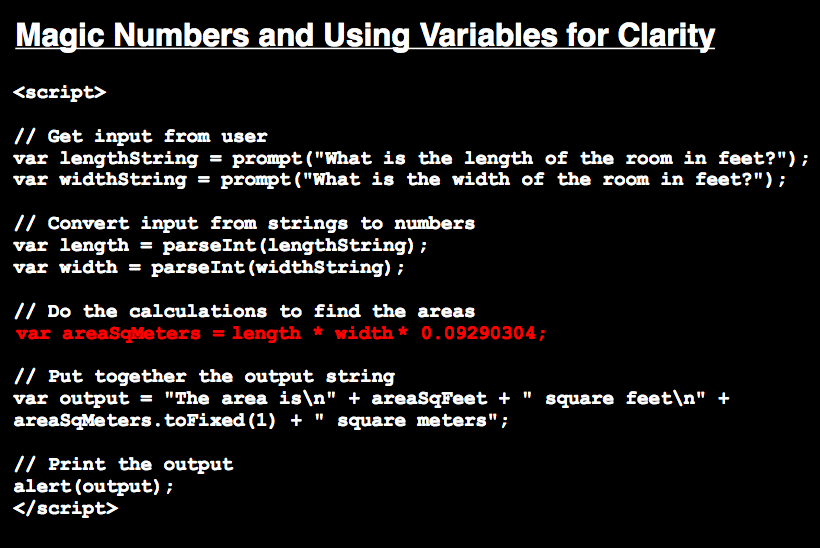 Magic Numbers and Using Variables for Clarity
<script>
// Get input from user
var lengthString = prompt("What is the length of the room in feet?");
var widthString = prompt("What is the width of the room in feet?");
// Convert input from strings to numbers
var length = parseInt(lengthString);
var width = parseInt(widthString);
// Do the calculations to find the areas
var areaSqMeters = length * width * 0.09290304;
// Put together the output string
var output = "The area is\n" + areaSqFeet + " square feet\n" +
areaSqMeters.toFixed(1) + " square meters";
// Print the output
alert(output);
</script>